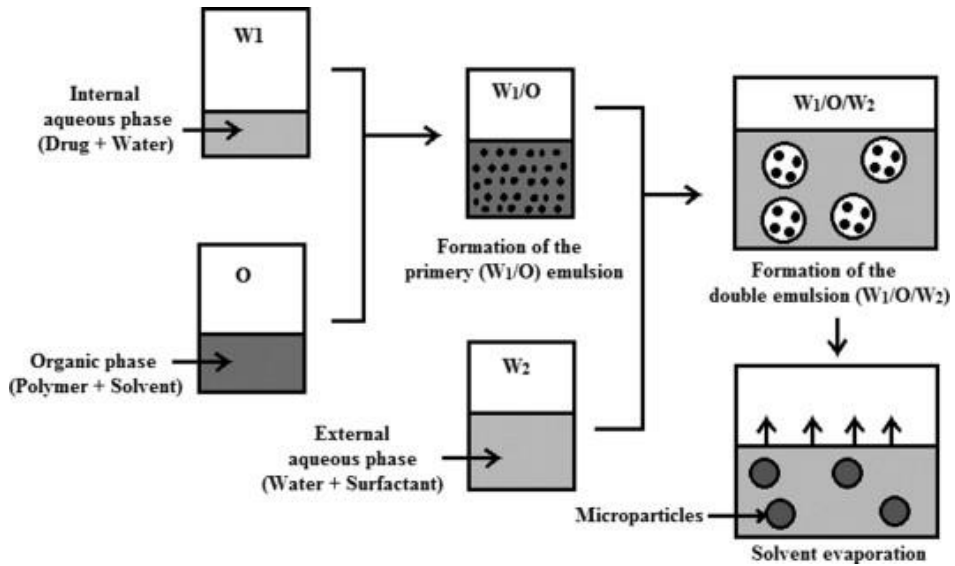 W1
Internal
aqueous phase
(Drug + Water)
O
Organic phase
(Polymer + Solvent)
W1/O
Formation of the
primery (W1/O) emulsion
W2
External
aqueous phase
(Water + Surfactant)
W1/O/W2
Formation of the
double emulsion (W1/O/W2)
Microparticles
Solvent evaporation